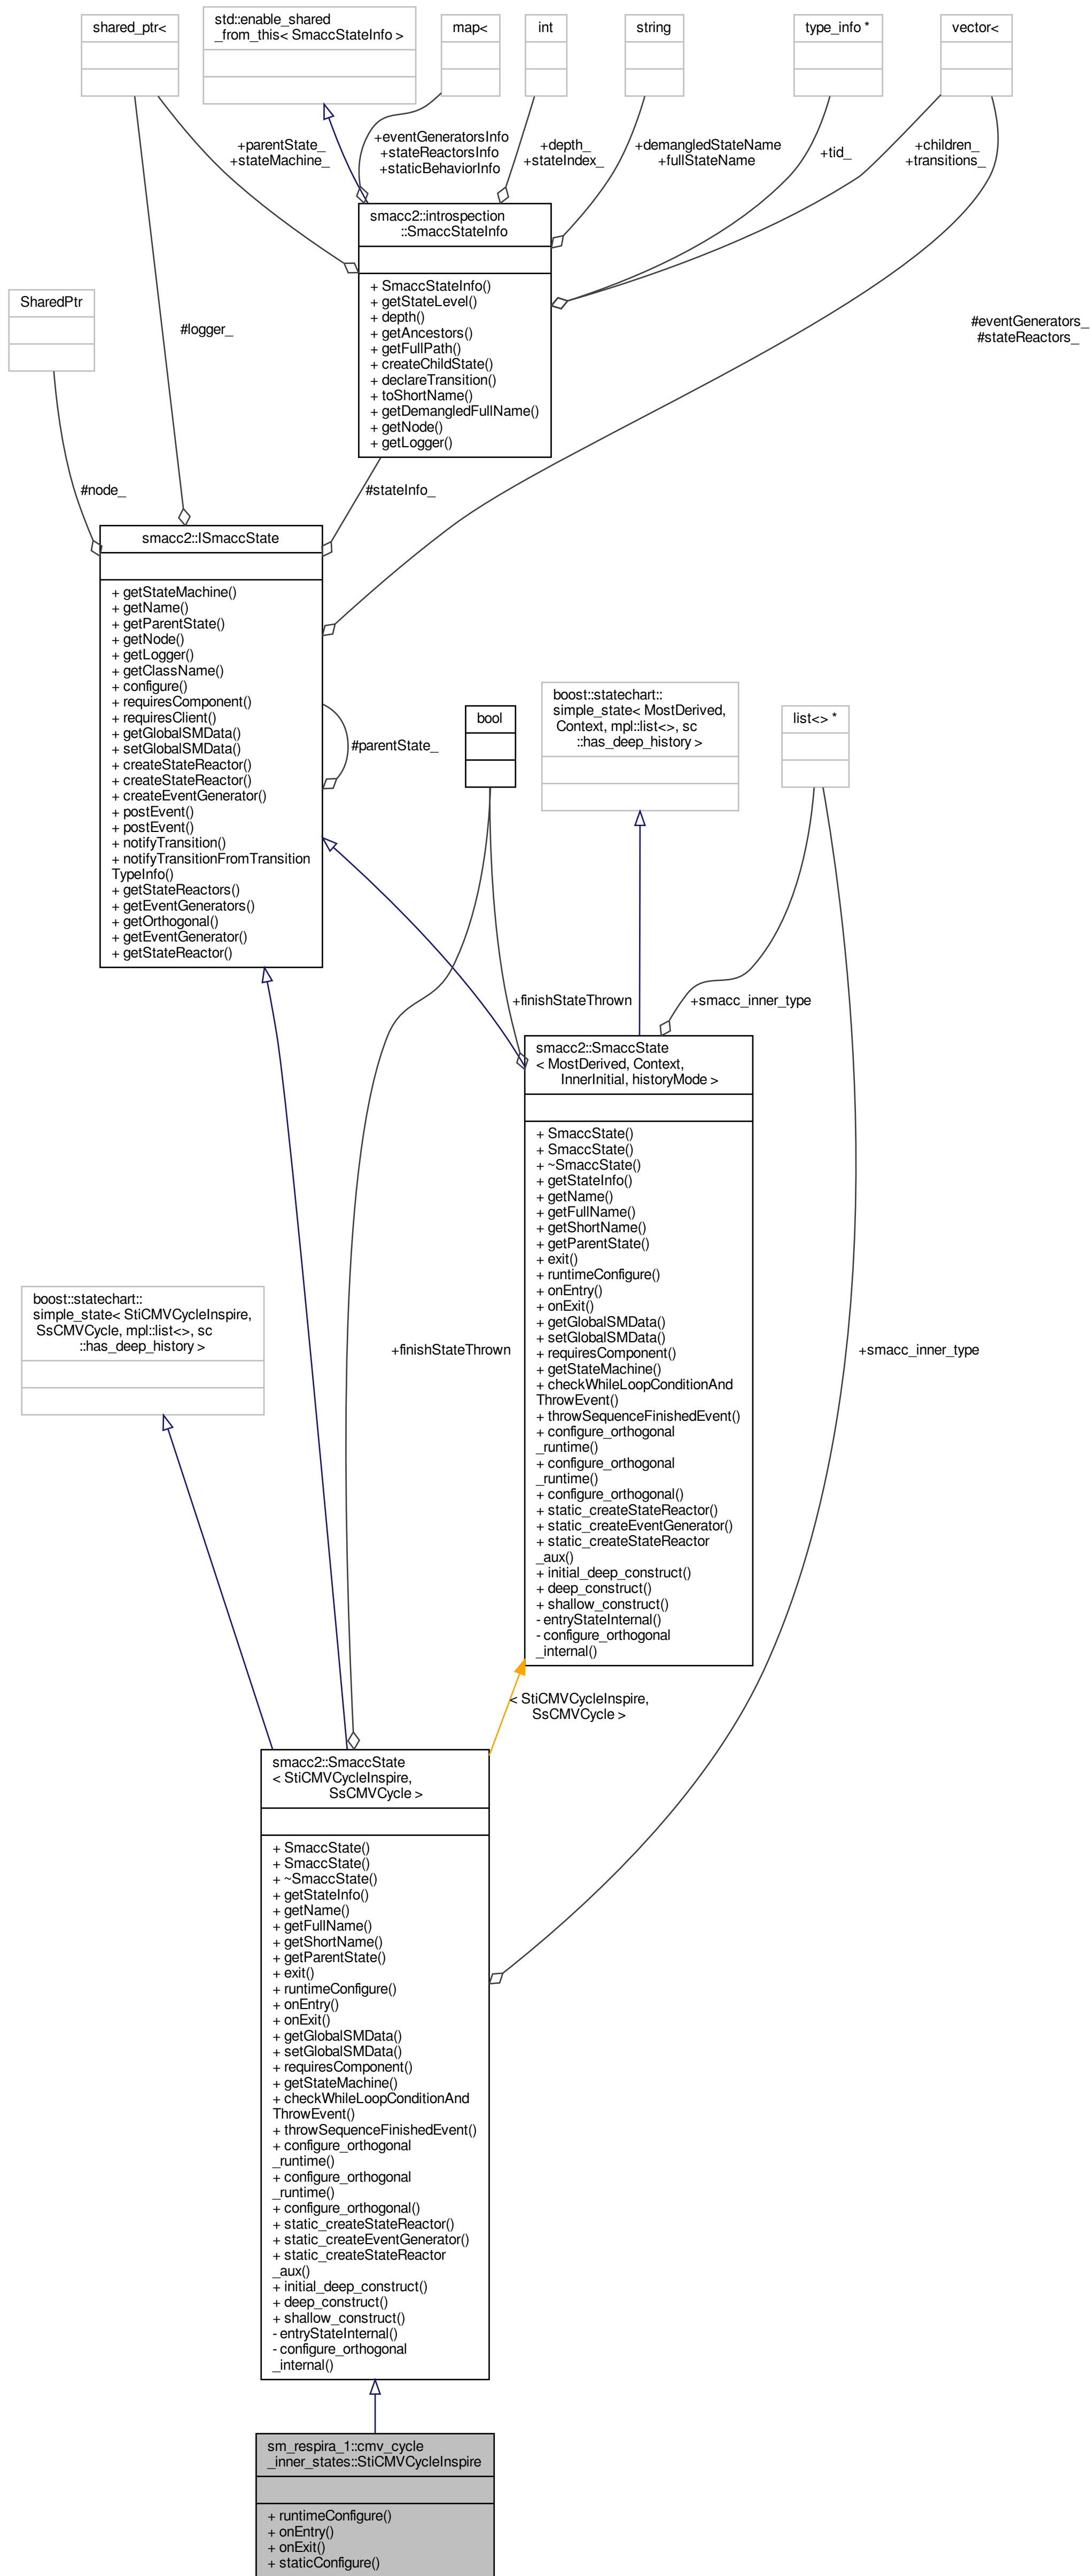 shared_ptr<
std::enable_shared
_from_this< SmaccStateInfo >
map<
int
string
type_info *
vector<
+parentState_
+stateMachine_
+eventGeneratorsInfo
+stateReactorsInfo
+staticBehaviorInfo
+depth_
+stateIndex_
+demangledStateName
+fullStateName
+tid_
+children_
+transitions_
smacc2::introspection
::SmaccStateInfo
+ SmaccStateInfo()
+ getStateLevel()
+ depth()
+ getAncestors()
+ getFullPath()
+ createChildState()
+ declareTransition()
+ toShortName()
+ getDemangledFullName()
+ getNode()
+ getLogger()
SharedPtr
#logger_
#eventGenerators_
#stateReactors_
#node_
#stateInfo_
smacc2::ISmaccState
+ getStateMachine()
+ getName()
+ getParentState()
+ getNode()
+ getLogger()
+ getClassName()
+ configure()
+ requiresComponent()
+ requiresClient()
+ getGlobalSMData()
+ setGlobalSMData()
+ createStateReactor()
+ createStateReactor()
+ createEventGenerator()
+ postEvent()
+ postEvent()
+ notifyTransition()
+ notifyTransitionFromTransition
TypeInfo()
+ getStateReactors()
+ getEventGenerators()
+ getOrthogonal()
+ getEventGenerator()
+ getStateReactor()
#parentState_
bool
boost::statechart::
simple_state< MostDerived,
Context, mpl::list<>, sc
::has_deep_history >
list<> *
+finishStateThrown
+smacc_inner_type
smacc2::SmaccState
< MostDerived, Context,
InnerInitial, historyMode >
+ SmaccState()
+ SmaccState()
+ ~SmaccState()
+ getStateInfo()
+ getName()
+ getFullName()
+ getShortName()
+ getParentState()
+ exit()
+ runtimeConfigure()
+ onEntry()
+ onExit()
+ getGlobalSMData()
+ setGlobalSMData()
+ requiresComponent()
+ getStateMachine()
+ checkWhileLoopConditionAnd
ThrowEvent()
+ throwSequenceFinishedEvent()
+ configure_orthogonal
_runtime()
+ configure_orthogonal
_runtime()
+ configure_orthogonal()
+ static_createStateReactor()
+ static_createEventGenerator()
+ static_createStateReactor
_aux()
+ initial_deep_construct()
+ deep_construct()
+ shallow_construct()
- entryStateInternal()
- configure_orthogonal
_internal()
boost::statechart::
simple_state< StiCMVCycleInspire,
SsCMVCycle, mpl::list<>, sc
::has_deep_history >
+finishStateThrown
+smacc_inner_type
< StiCMVCycleInspire,
SsCMVCycle >
smacc2::SmaccState
< StiCMVCycleInspire,
SsCMVCycle >
+ SmaccState()
+ SmaccState()
+ ~SmaccState()
+ getStateInfo()
+ getName()
+ getFullName()
+ getShortName()
+ getParentState()
+ exit()
+ runtimeConfigure()
+ onEntry()
+ onExit()
+ getGlobalSMData()
+ setGlobalSMData()
+ requiresComponent()
+ getStateMachine()
+ checkWhileLoopConditionAnd
ThrowEvent()
+ throwSequenceFinishedEvent()
+ configure_orthogonal
_runtime()
+ configure_orthogonal
_runtime()
+ configure_orthogonal()
+ static_createStateReactor()
+ static_createEventGenerator()
+ static_createStateReactor
_aux()
+ initial_deep_construct()
+ deep_construct()
+ shallow_construct()
- entryStateInternal()
- configure_orthogonal
_internal()
sm_respira_1::cmv_cycle
_inner_states::StiCMVCycleInspire
+ runtimeConfigure()
+ onEntry()
+ onExit()
+ staticConfigure()